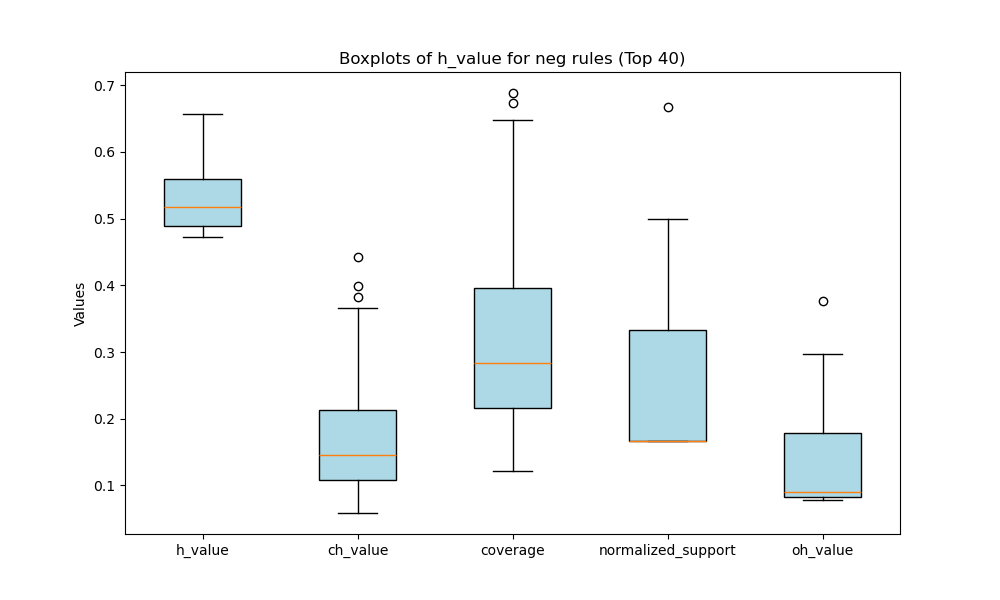 Boxplots of h_value for neg rules (Top 40)
Values
0.7
0.6
0.5
0.4
0.3
0.2
0.1
h_value ch_value coverage normalized_support oh_value